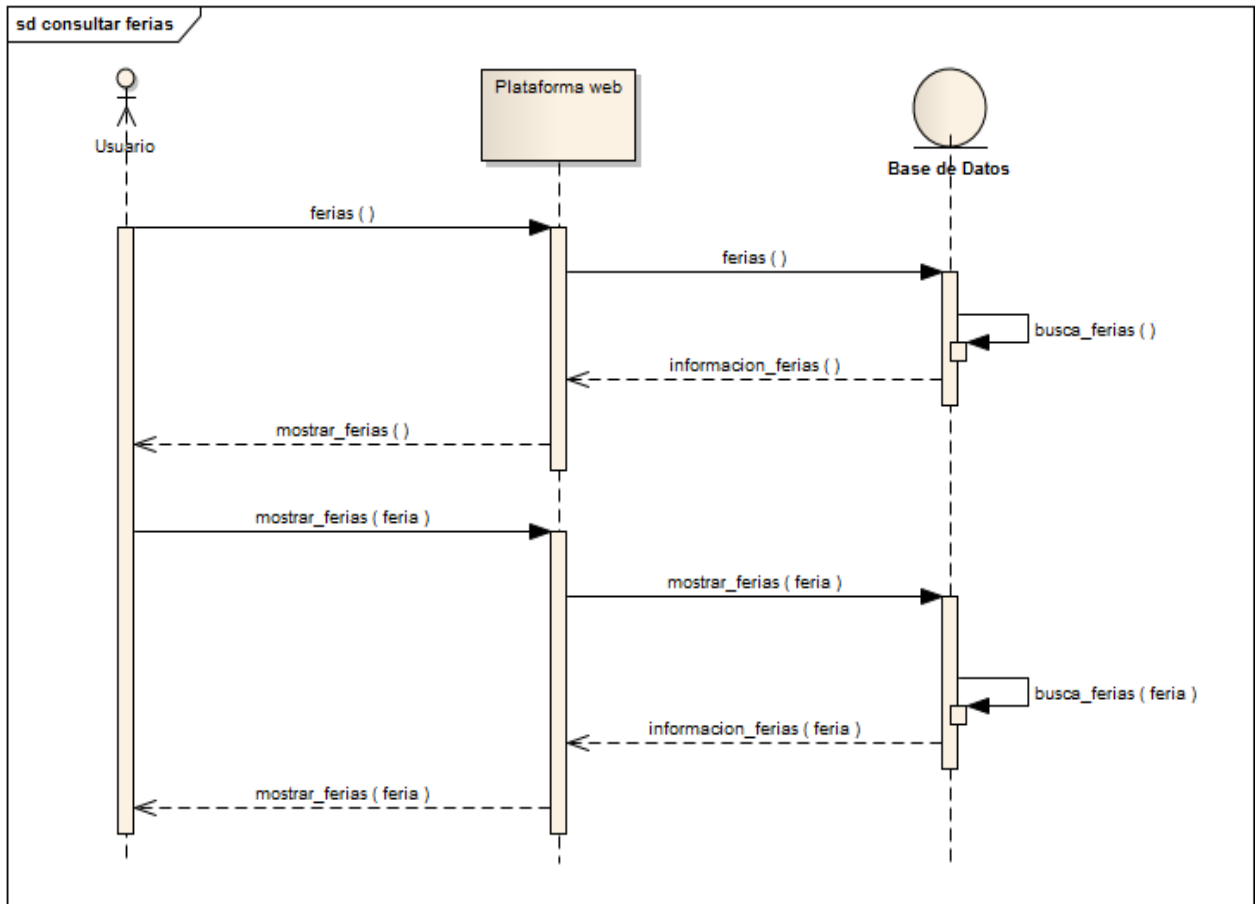 sd consultar ferias
Usuario
Plataforma web
Base de Datos
ferias ( )
ferias ( )
busca_ferias ( )
informacion_ferias ( )
mostrar_ferias ( )
mostrar_ferias ( feria )
mostrar_ferias ( feria )
busca_ferias ( feria )
informacion_ferias ( feria )
mostrar_ferias ( feria )